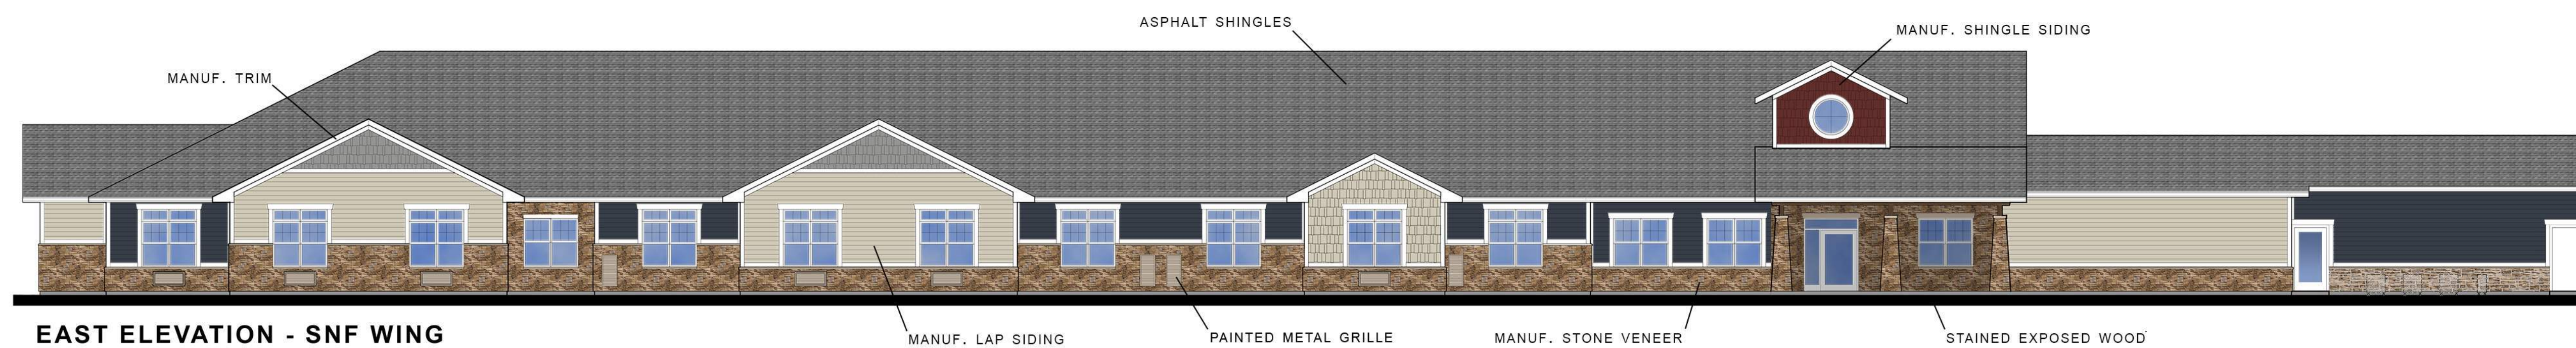 ASPHALT SHINGLES
MANUF. SHINGLE SIDING
MANUF. TRIM
EAST ELEVATION - SNF WING
MANUF. LAP SIDING
PAINTED METAL GRILLE
MANUF. STONE VENEER
STAINED EXPOSED WOOD